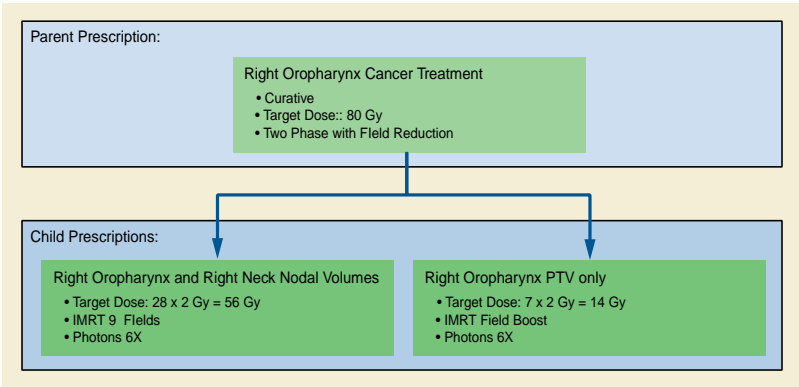 Parent Prescription:
Right Oropharynx Cancer Treatment
• Curative
• Target Dose:: 80 Gy
• Two Phase with FIeld Reduction
Child Prescriptions:
Right Oropharynx and Right Neck Nodal Volumes
• Target Dose: 28 x 2 Gy = 56 Gy
• IMRT 9 FIelds
• Photons 6X
Right Oropharynx PTV only
• Target Dose: 7 x 2 Gy = 14 Gy
• IMRT Field Boost
• Photons 6X